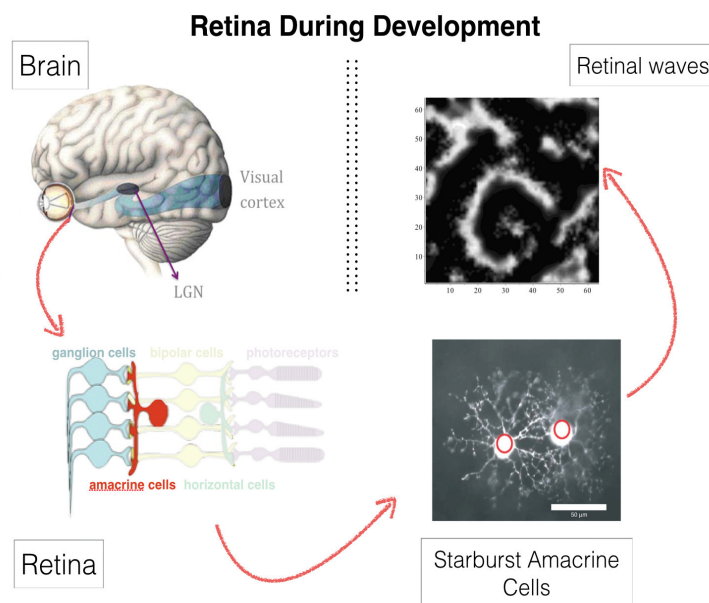 Retina During Development
Brain
Retinal waves
Visual
cortex
LGN
60
50
40
30
20
10
10 20 30 40 50 60
ganglion cells bipolar cells photoreceptors
amacrine cells horizontal cells
50 µm
Retina
Starburst Amacrine
Cells